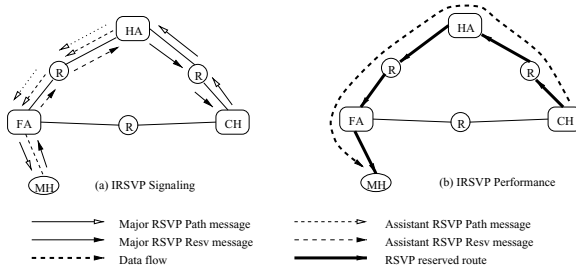 HA
HA
R
R
R
R
FA
R
CH
FA
R
CH
MH
MH
(a) IRSVP Signaling
(b) IRSVP Performance
Major RSVP Path message
Assistant RSVP Path message
Major RSVP Resv message
Assistant RSVP Resv message
Data flow
RSVP reserved route